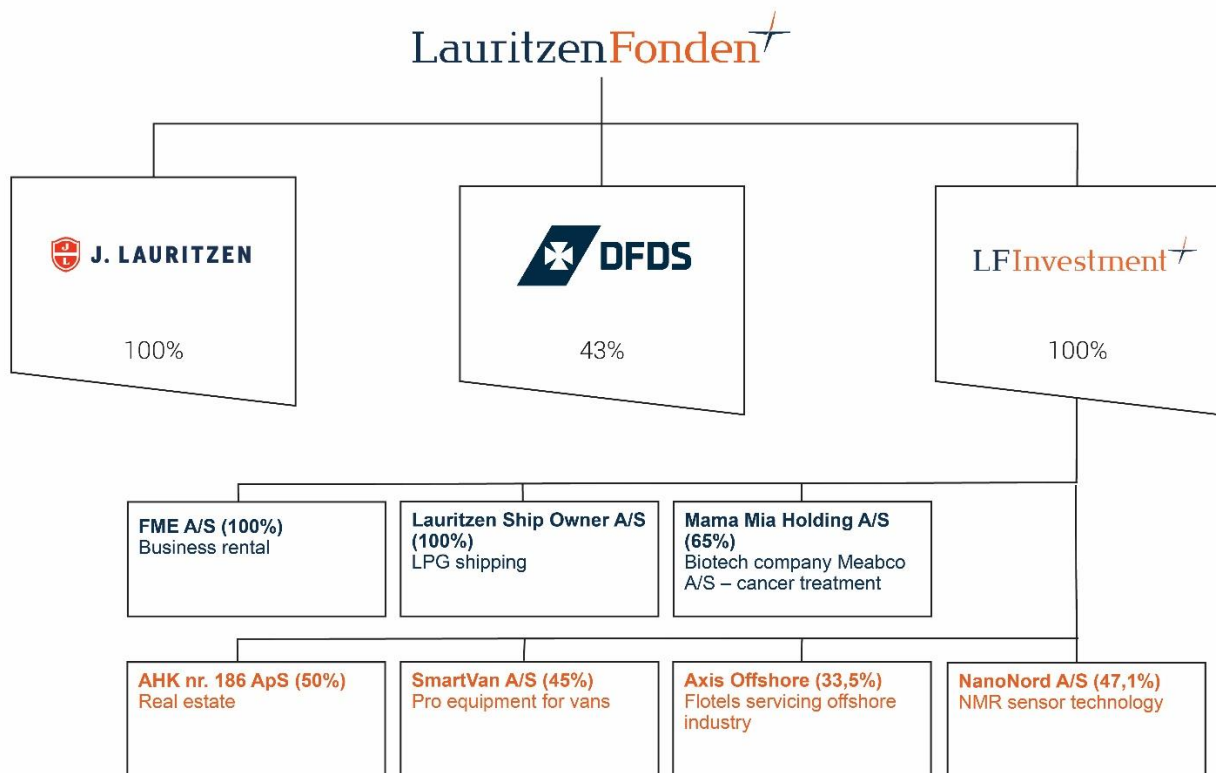 LauritzenFonden
J L J. LAURITZEN
100%
DFDS
43%
LFInvestment
100%
FME A/S (100%)
Business rental
Lauritzen Ship Owner A/S
(100%)
LPG shipping
Mama Mia Holding A/S
(65%)
Biotech company Meabco
A/S – cancer treatment
AHK nr. 186 ApS (50%)
Real estate
SmartVan A/S (45%)
Pro equipment for vans
Axis Offshore (33,5%)
Flotels servicing offshore
industry
NanoNord A/S (47,1%)
NMR sensor technology